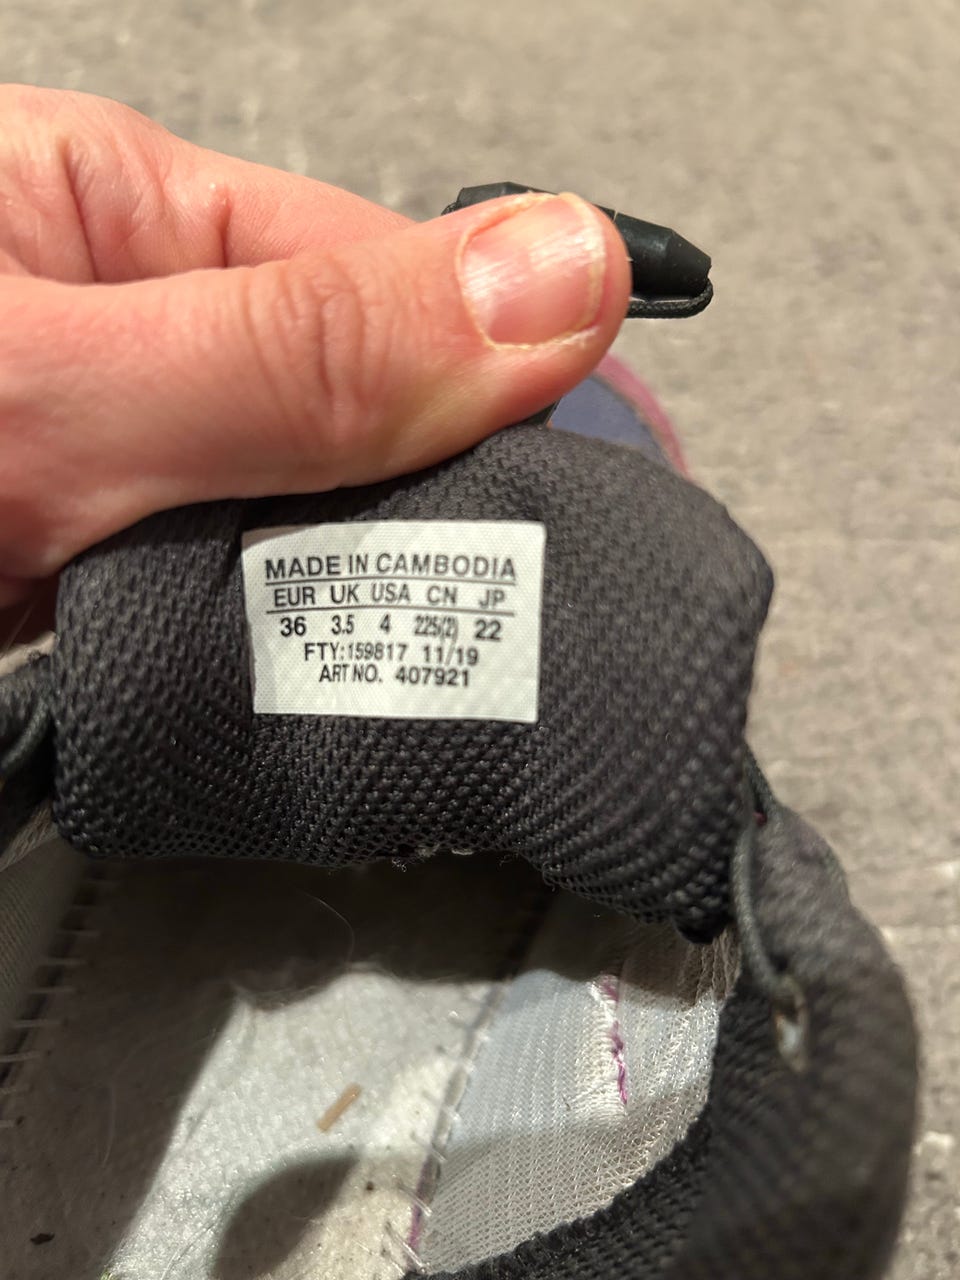 MADE IN CAMBODIA
EUR UK USA CN JP
36 3.5 4 225(2) 22
FTY:159817 11/19
ART NO. 407921